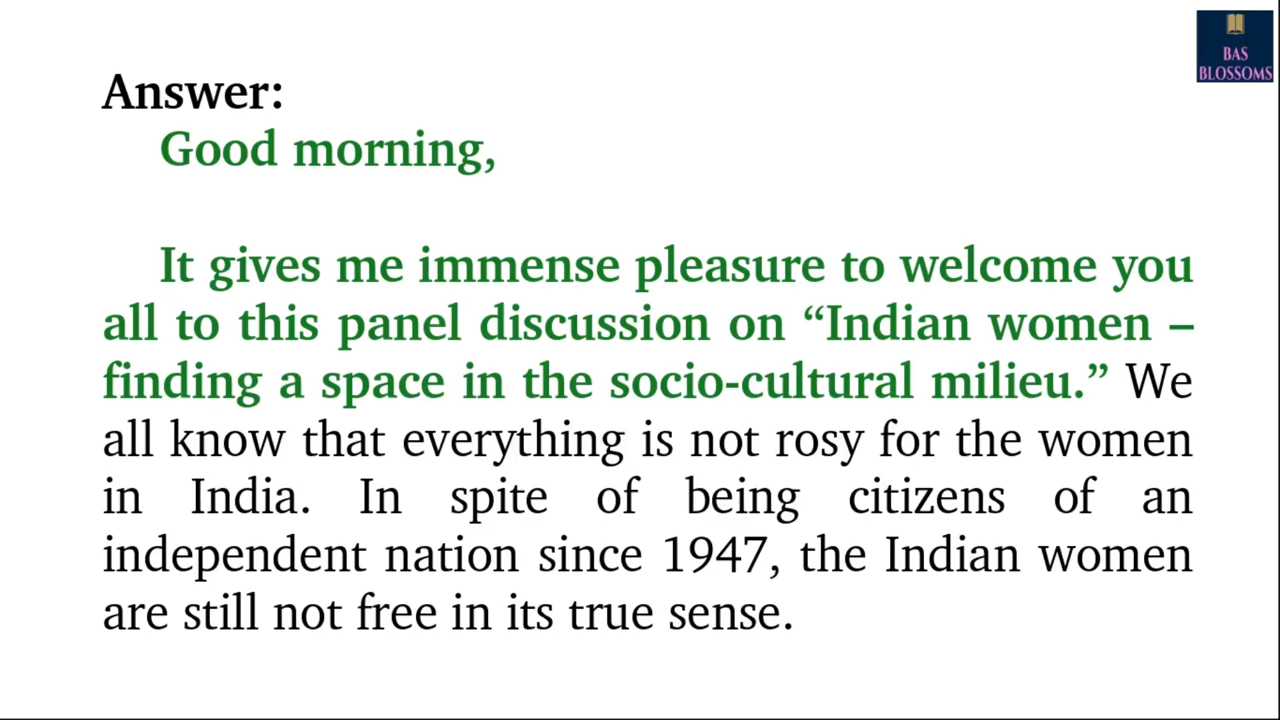 BAS
BLOSSOMS
Answer:
Good morning,
It gives me immense pleasure to welcome you
all to this panel discussion on “Indian women –
finding a space in the socio-cultural milieu.” We
all know that everything is not rosy for the women
in India. In spite of being citizens of an
independent nation since 1947, the Indian women
are still not free in its true sense.